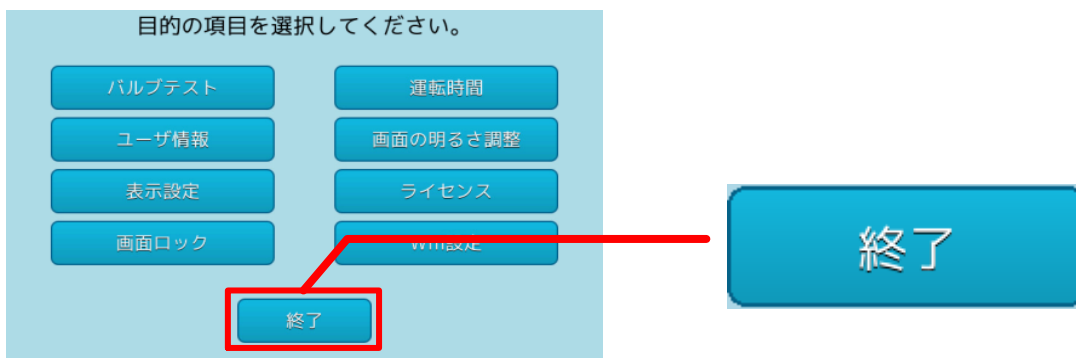 目的の項目を選択してください。
バルブテスト
運転時間
ユーザ情報
画面の明るさ調整
表示設定
ライセンス
画面ロック
終了
終了